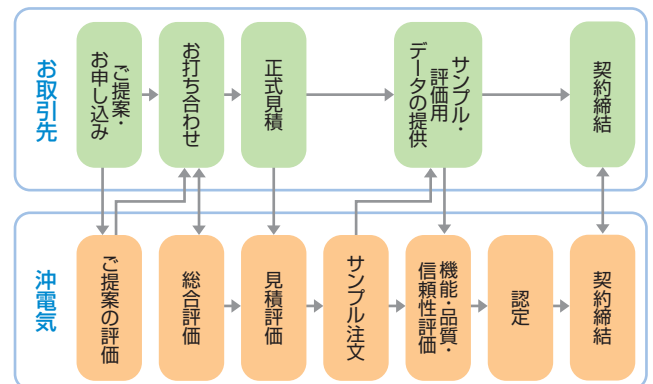 お取引先
ご提案・
お申し込み
お打ち合わせ
正式見積
サンプル・
評価用
データの提供
契約締結
沖電気
ご提案の評価
総合評価
見積評価
サンプル注文
機能・品質・
信頼性評価
認定
契約締結